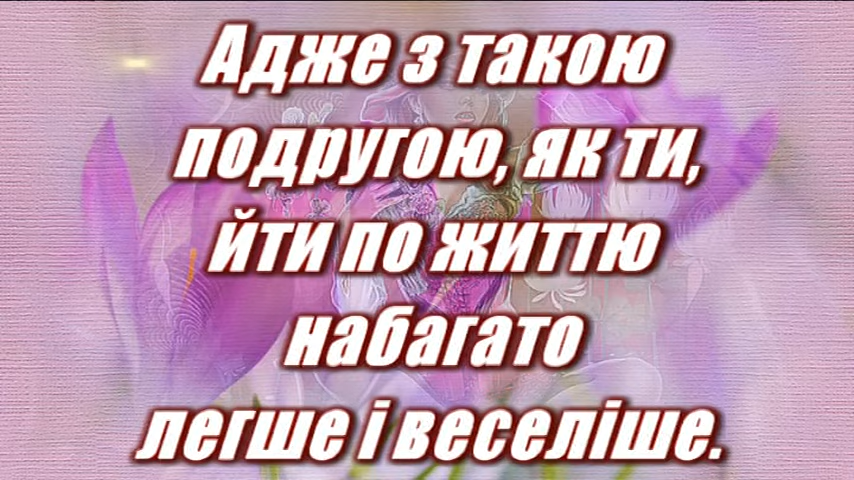 Адже з такою
подругою, як ти,
йти по життю
набагато
легше і веселіше.